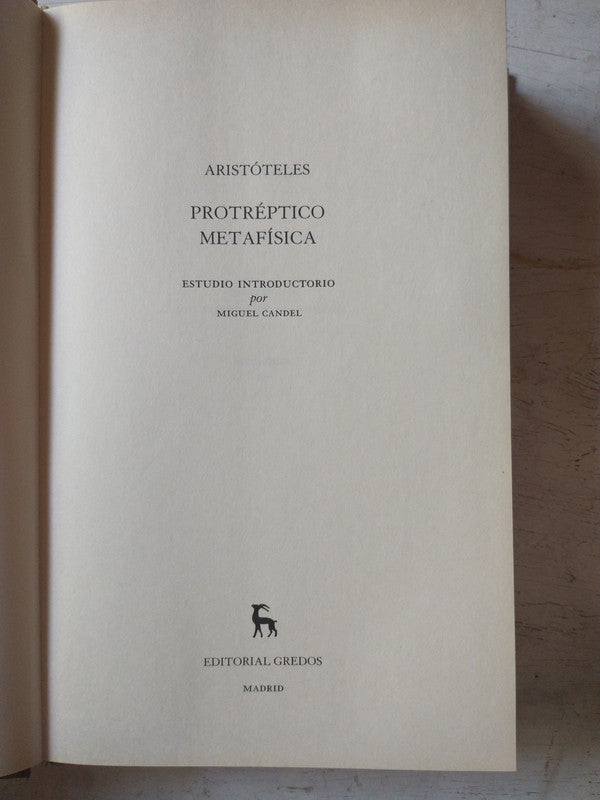 ARISTÓTELES
PROTRÉPTICO
METAFÍSICA
ESTUDIO INTRODUCTORIO
por
MIGUEL CANDEL
EDITORIAL GREDOS
MADRID